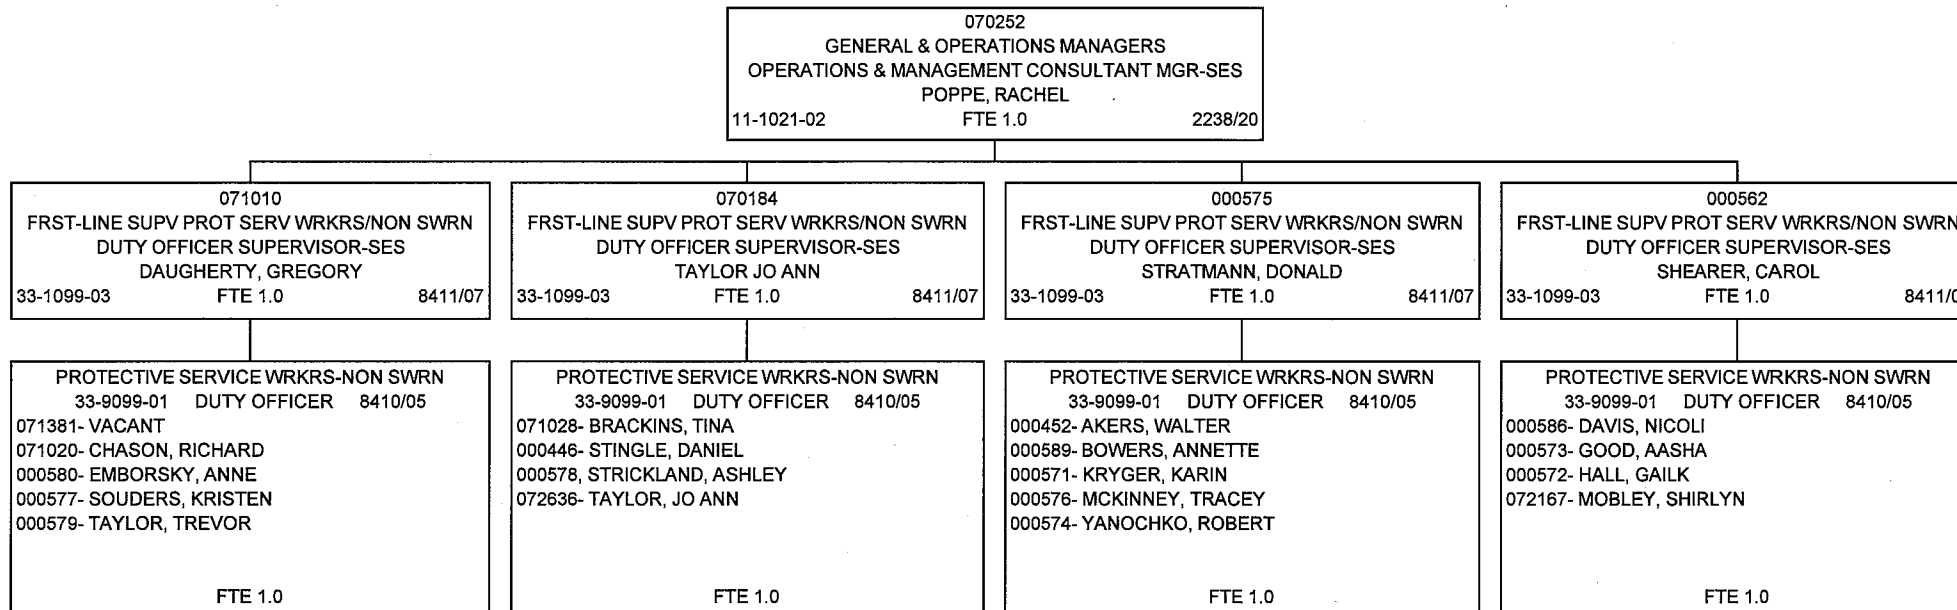 070252
GENERAL & OPERATIONS MANAGERS
OPERATIONS & MANAGEMENT CONSULTANT MGR-SES
POPPE, RACHEL
11-1021-02 FTE 1.0 2238/20
071010
FRST-LINE SUPV PROT SERV WRKRS/NON SWRN
DUTY OFFICER SUPERVISOR-SES
DAUGHERTY, GREGORY
33-1099-03 FTE 1.0 8411/07
070184
FRST-LINE SUPV PROT SERV WRKRS/NON SWRN
DUTY OFFICER SUPERVISOR-SES
TAYLOR JO ANN
33-1099-03 FTE 1.0 8411/07
000575
FRST-LINE SUPV PROT SERV WRKRS/NON SWRN
DUTY OFFICER SUPERVISOR-SES
STRATMANN, DONALD
33-1099-03 FTE 1.0 8411/07
000562
FRST-LINE SUPV PROT SERV WRKRS/NON SWRN
DUTY OFFICER SUPERVISOR-SES
SHEARER, CAROL
33-1099-03 FTE 1.0
PROTECTIVE SERVICE WRKRS-NON SWRN
33-9099-01 DUTY OFFICER 8410/05
071381- VACANT
071020- CHASON, RICHARD
000580- EMBORSKY, ANNE
000577- SOUDERS, KRISTEN
000579- TAYLOR, TREVOR
FTE 1.0
PROTECTIVE SERVICE WRKRS-NON SWRN
33-9099-01 DUTY OFFICER 8410/05
071028- BRACKINS, TINA
000446- STINGLE, DANIEL
000578, STRICKLAND, ASHLEY
072636- TAYLOR, JO ANN
FTE 1.0
PROTECTIVE SERVICE WRKRS-NON SWRN
33-9099-01 DUTY OFFICER 8410/05
000452- AKERS, WALTER
000589- BOWERS, ANNETTE
000571- KRYGER, KARIN
000576- MCKINNEY, TRACEY
000574- YANOCHKO, ROBERT
FTE 1.0
PROTECTIVE SERVICE WRKRS-NON SWRN
33-9099-01 DUTY OFFICER 8410/05
000586- DAVIS, NICOLI
000573- GOOD, AASHA
000572- HALL, GAILK
072167- MOBLEY, SHIRLYN
FTE 1.0